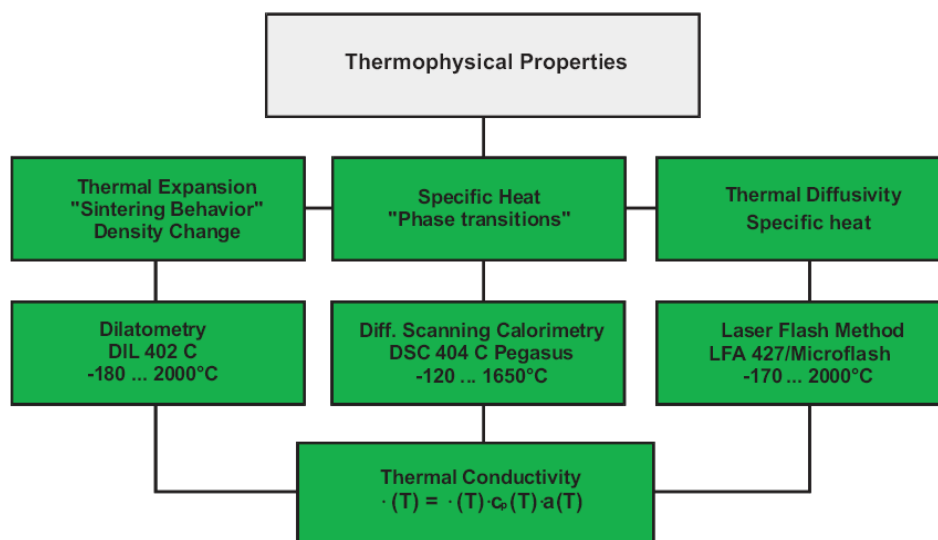 Thermophysical Properties
Thermal Expansion
"Sintering Behavior"
Density Change
Specific Heat
"Phase transitions"
Thermal Diffusivity
Specific heat
Dilatometry
DIL 402 C
-180 ... 2000°C
Diff. Scanning Calorimetry
DSC 404 C Pegasus
-120 ... 1650°C
Laser Flash Method
LFA 427/Microflash
-170 ... 2000°C
Thermal Conductivity
· (T) = · (T)·cₚ(T)·a(T)